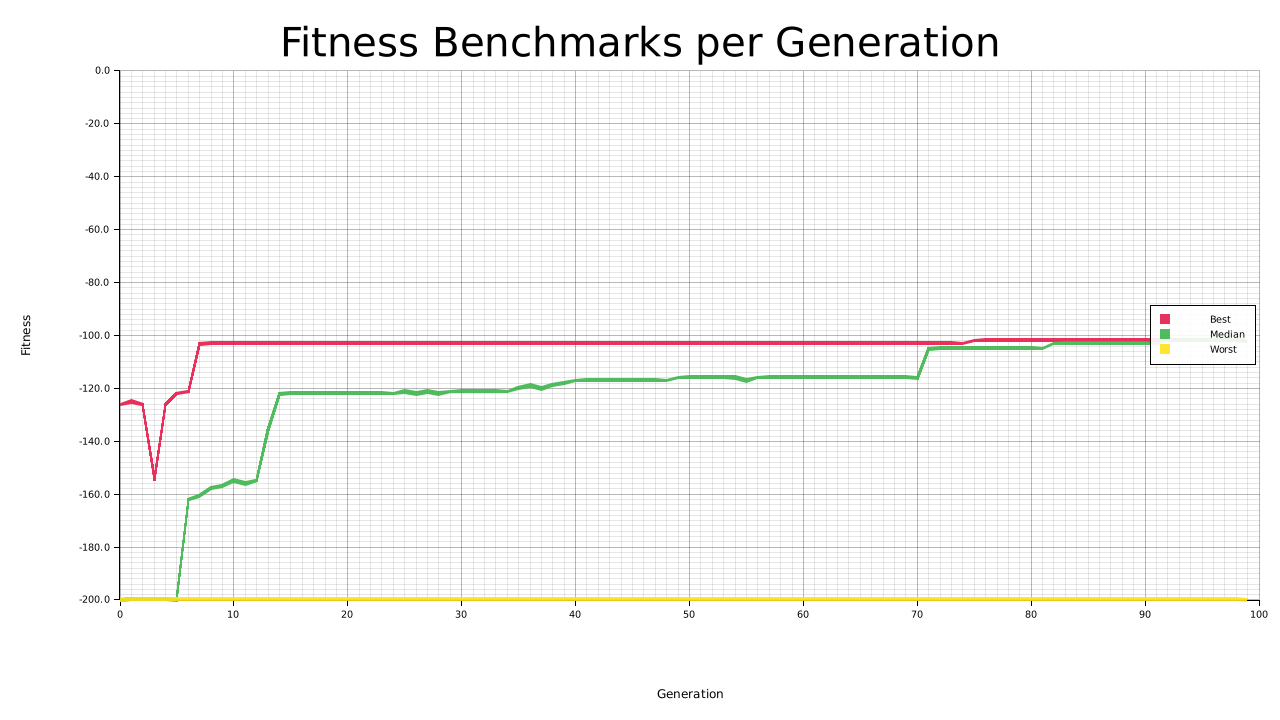 Fitness Benchmarks per Generation
0.0
-20.0
-40.0
-60.0
-80.0
-100.0
-120.0
-140.0
-160.0
-180.0
-200.0
Fitness
Best
Median
Worst
0 10 20 30 40 50 60 70 80 90 100
Generation